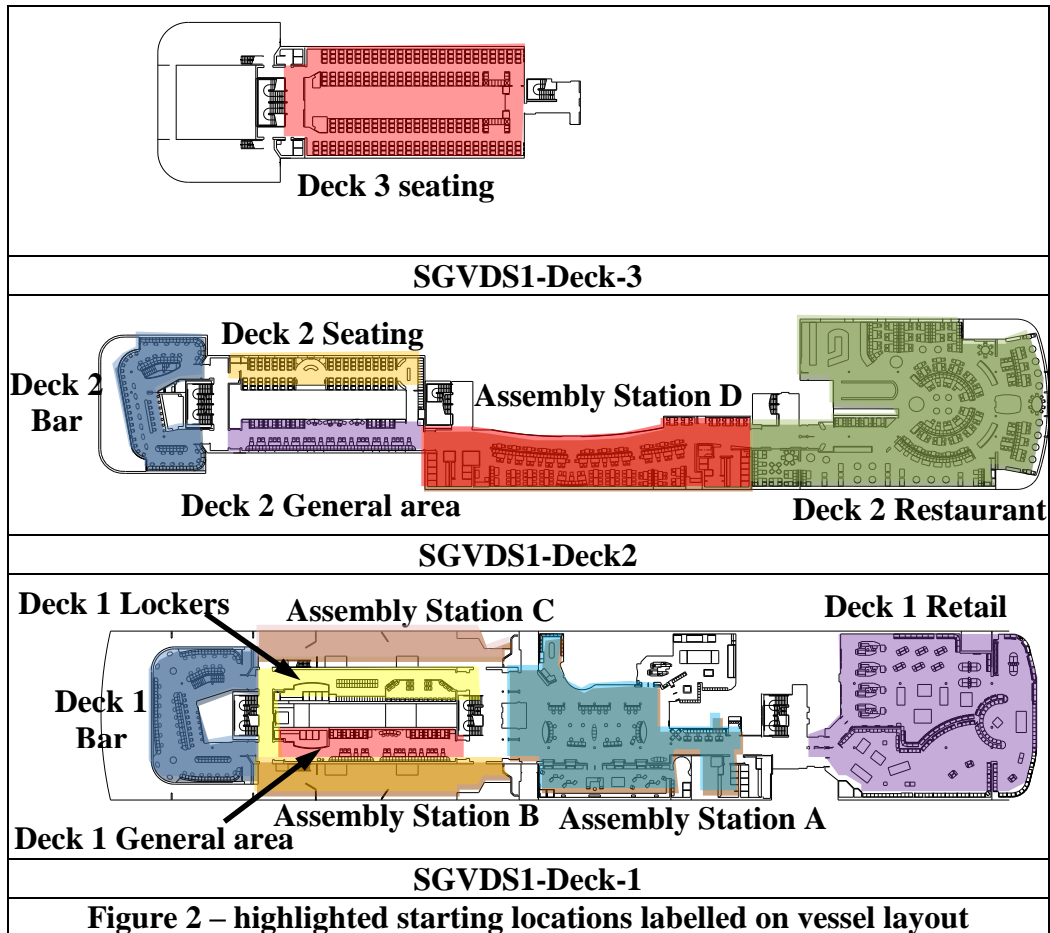 Deck 3 seating
SGVDS1-Deck-3
Deck 2 Seating
Deck 2
Bar
Assembly Station D
Deck 2 General area
Deck 2 Restaurant
SGVDS1-Deck2
Deck 1 Lockers
Assembly Station C
Deck 1 Retail
Deck 1
Bar
Assembly Station B
Assembly Station A
Deck 1 General area
SGVDS1-Deck-1
Figure 2 – highlighted starting locations labelled on vessel layout